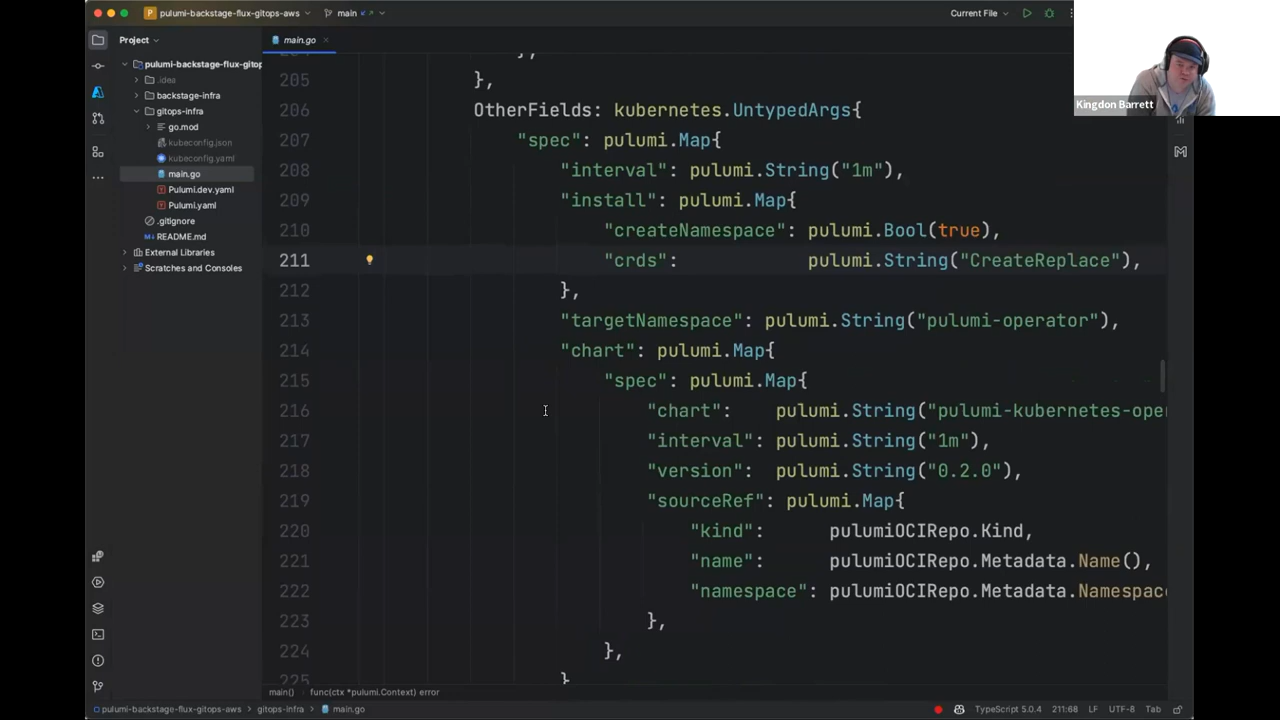 pulumi-backstage-flux-gitops-aws
main
Current File
Project
main.go
Kingdon Barrett
pulumi-backstage-flux-gitop
.idea
backstage-infra
gitops-infra
go.mod
kubeconfig.json
kubeconfig.yaml
main.go
Pulumi.dev.yaml
Pulumi.yaml
.gitignore
README.md
External Libraries
Scratches and Consoles
205 },
206 OtherFields: kubernetes.UntypedArgs{
207 "spec": pulumi.Map{
208 "interval": pulumi.String("1m"),
209 "install": pulumi.Map{
210 "createNamespace": pulumi.Bool(true),
211 "crds": pulumi.String("CreateReplace"),
212 },
213 "targetNamespace": pulumi.String("pulumi-operator"),
214 "chart": pulumi.Map{
215 "spec": pulumi.Map{
216 "chart": pulumi.String("pulumi-kubernetes-ope
217 "interval": pulumi.String("1m"),
218 "version": pulumi.String("0.2.0"),
219 "sourceRef": pulumi.Map{
220 "kind": pulumiOCIRepo.Kind,
221 "name": pulumiOCIRepo.Metadata.Name(),
222 "namespace": pulumiOCIRepo.Metadata.Namespac
223 },
224 },
225 }
main() func(ctx *pulumi.Context) error
pulumi-backstage-flux-gitops-aws gitops-infra main.go
TypeScript 5.0.4 211:68 LF UTF-8 Tab